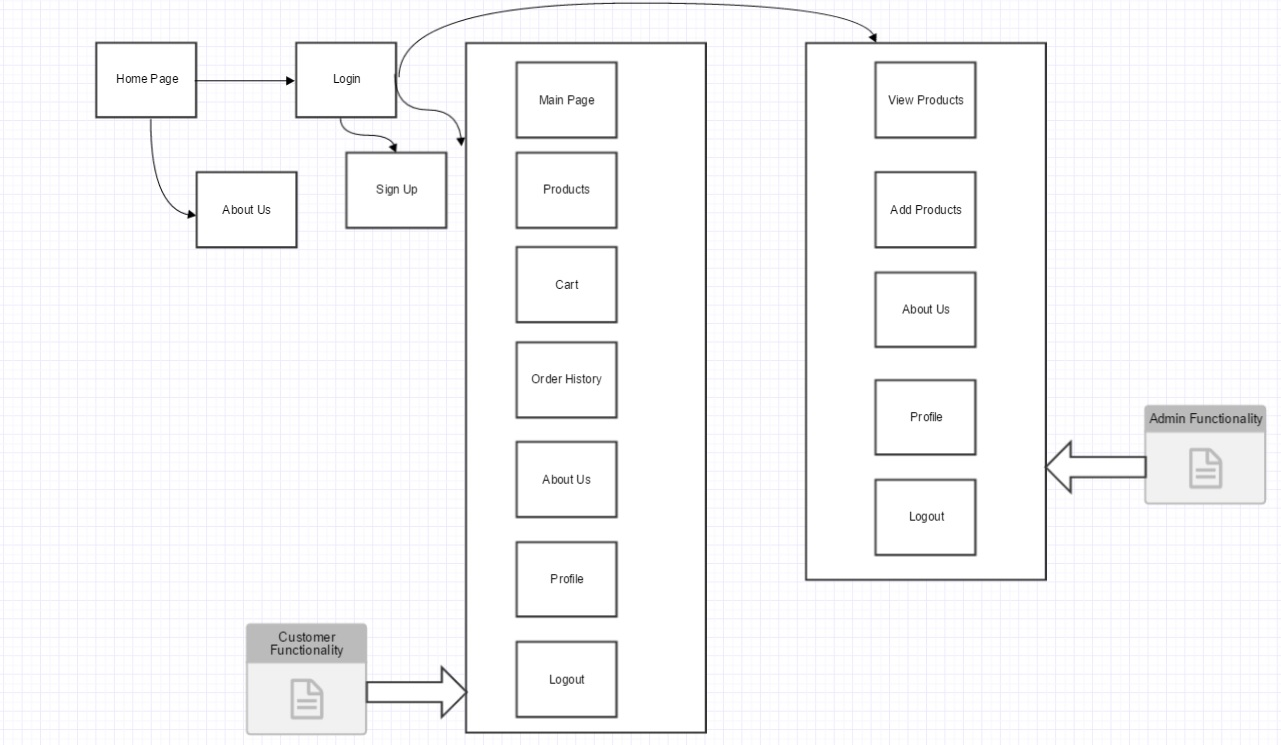 Home Page
Login
About Us
Sign Up
Main Page
Products
Cart
Order History
About Us
Profile
Logout
Customer
Functionality
View Products
Add Products
About Us
Profile
Logout
Admin Functionality